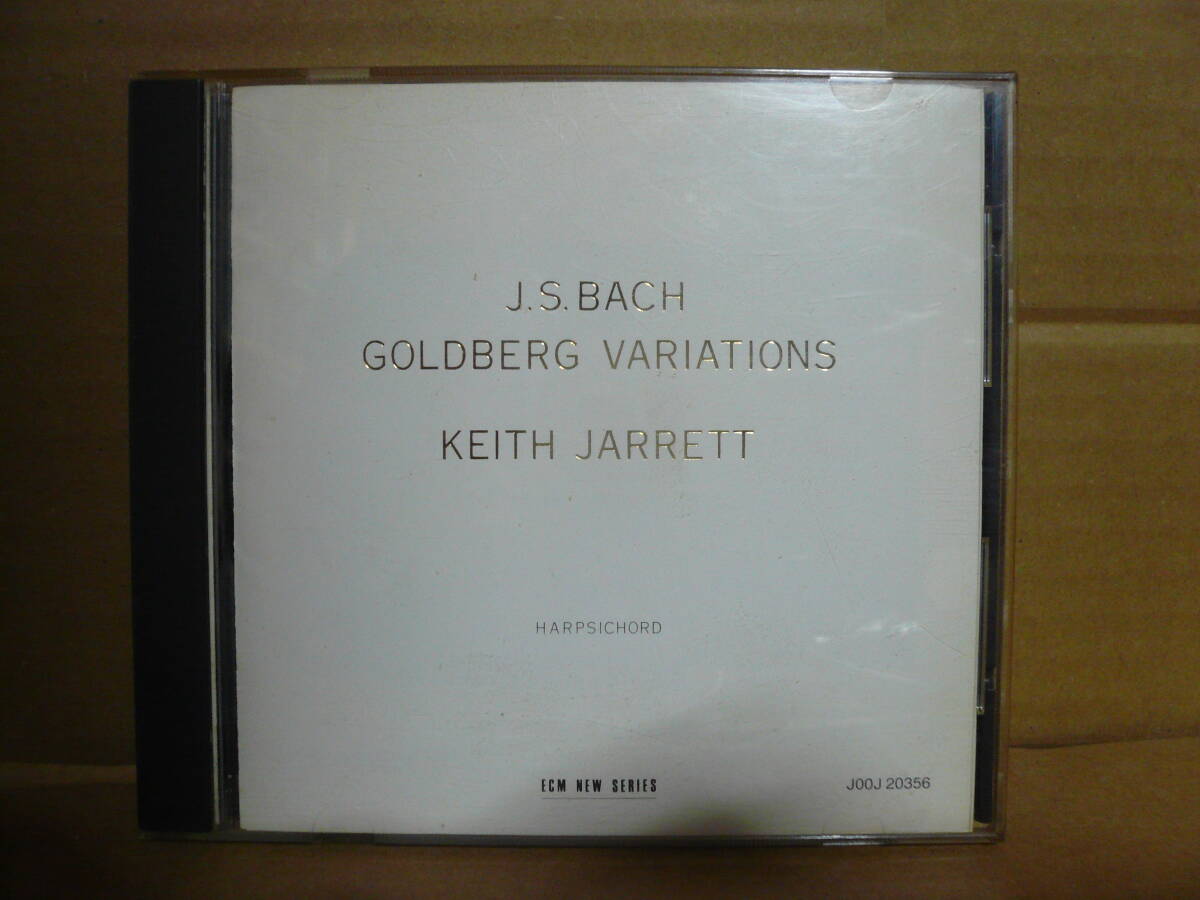 J.S.BACH
GOLDBERG VARIATIONS
KEITH JARRETT
HARPSICHORD
ECM NEW SERIES
J00J 20356